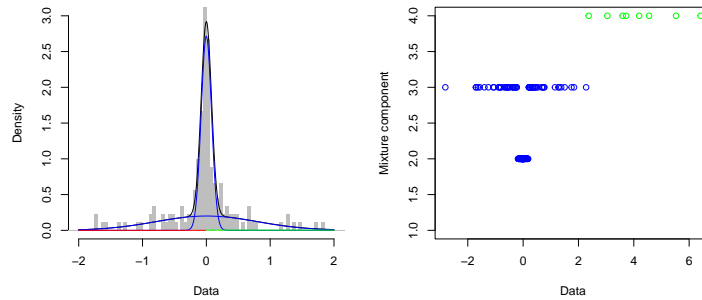 Density
0.0 0.5 1.0 1.5 2.0 2.5 3.0
−2 −1 0 1 2
Data
Mixture component
1.0 1.5 2.0 2.5 3.0 3.5 4.0
−2 0 2 4 6
Data